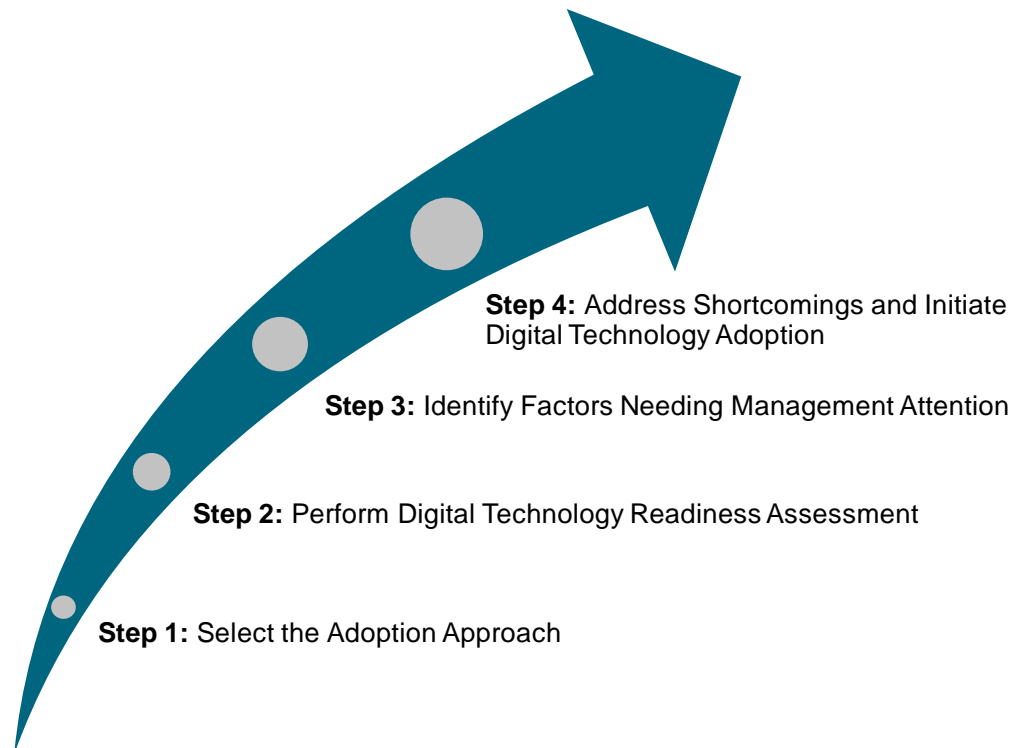 Step 4: Address Shortcomings and Initiate
Digital Technology Adoption
Step 3: Identify Factors Needing Management Attention
Step 2: Perform Digital Technology Readiness Assessment
Step 1: Select the Adoption Approach